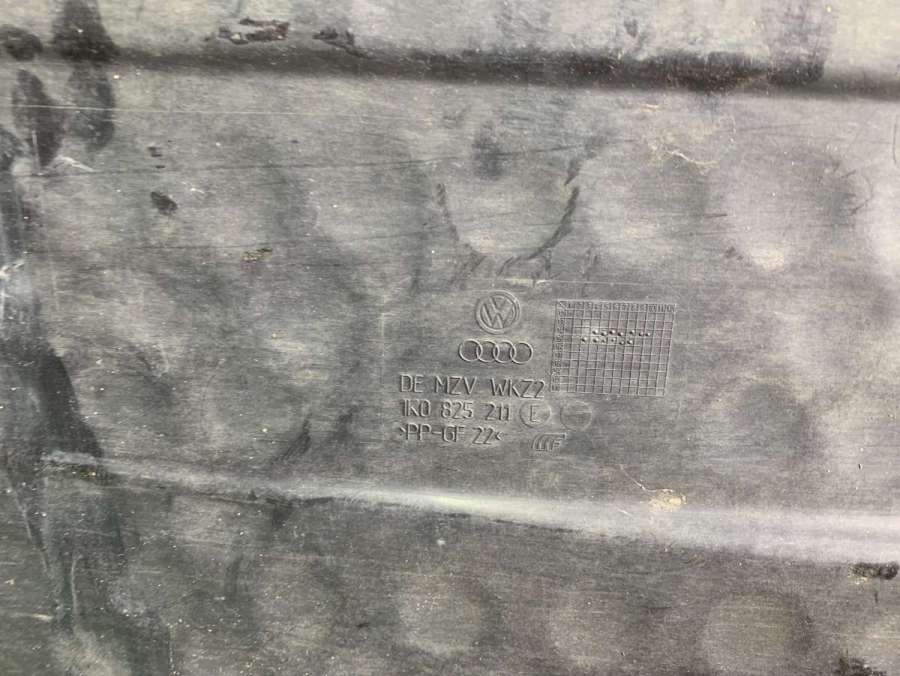 DE MZV WKZ2
1K0 825 211 E
>PP-GF 22<